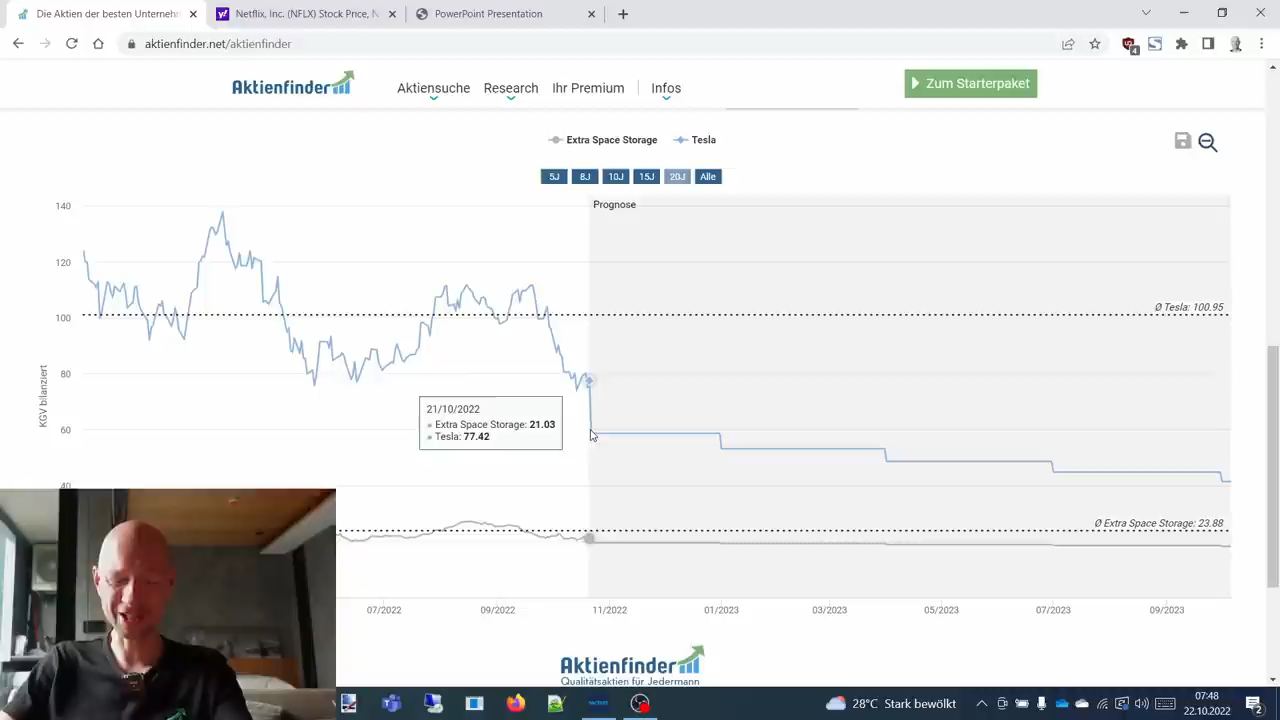 Die Aktien der besten Unternehm
Netflix, Inc. (NFLX) Stock Price, N
PowerPoint Presentation
aktienfinder.net/aktienfinder
4
Aktienfinder
Aktiensuche
Research
Ihr Premium
Infos
Zum Starterpaket
Extra Space Storage
Tesla
5J
8J
10J
15J
20J
Alle
140
120
100
80
60
40
KGV bilanziert
Prognose
Ø Tesla: 100.95
21/10/2022
Extra Space Storage: 21.03
Tesla: 77.42
Ø Extra Space Storage: 23.88
07/2022
09/2022
11/2022
01/2023
03/2023
05/2023
07/2023
09/2023
Aktienfinder
Qualitätsaktien für Jedermann
28°C Stark bewölkt
07:48
22.10.2022